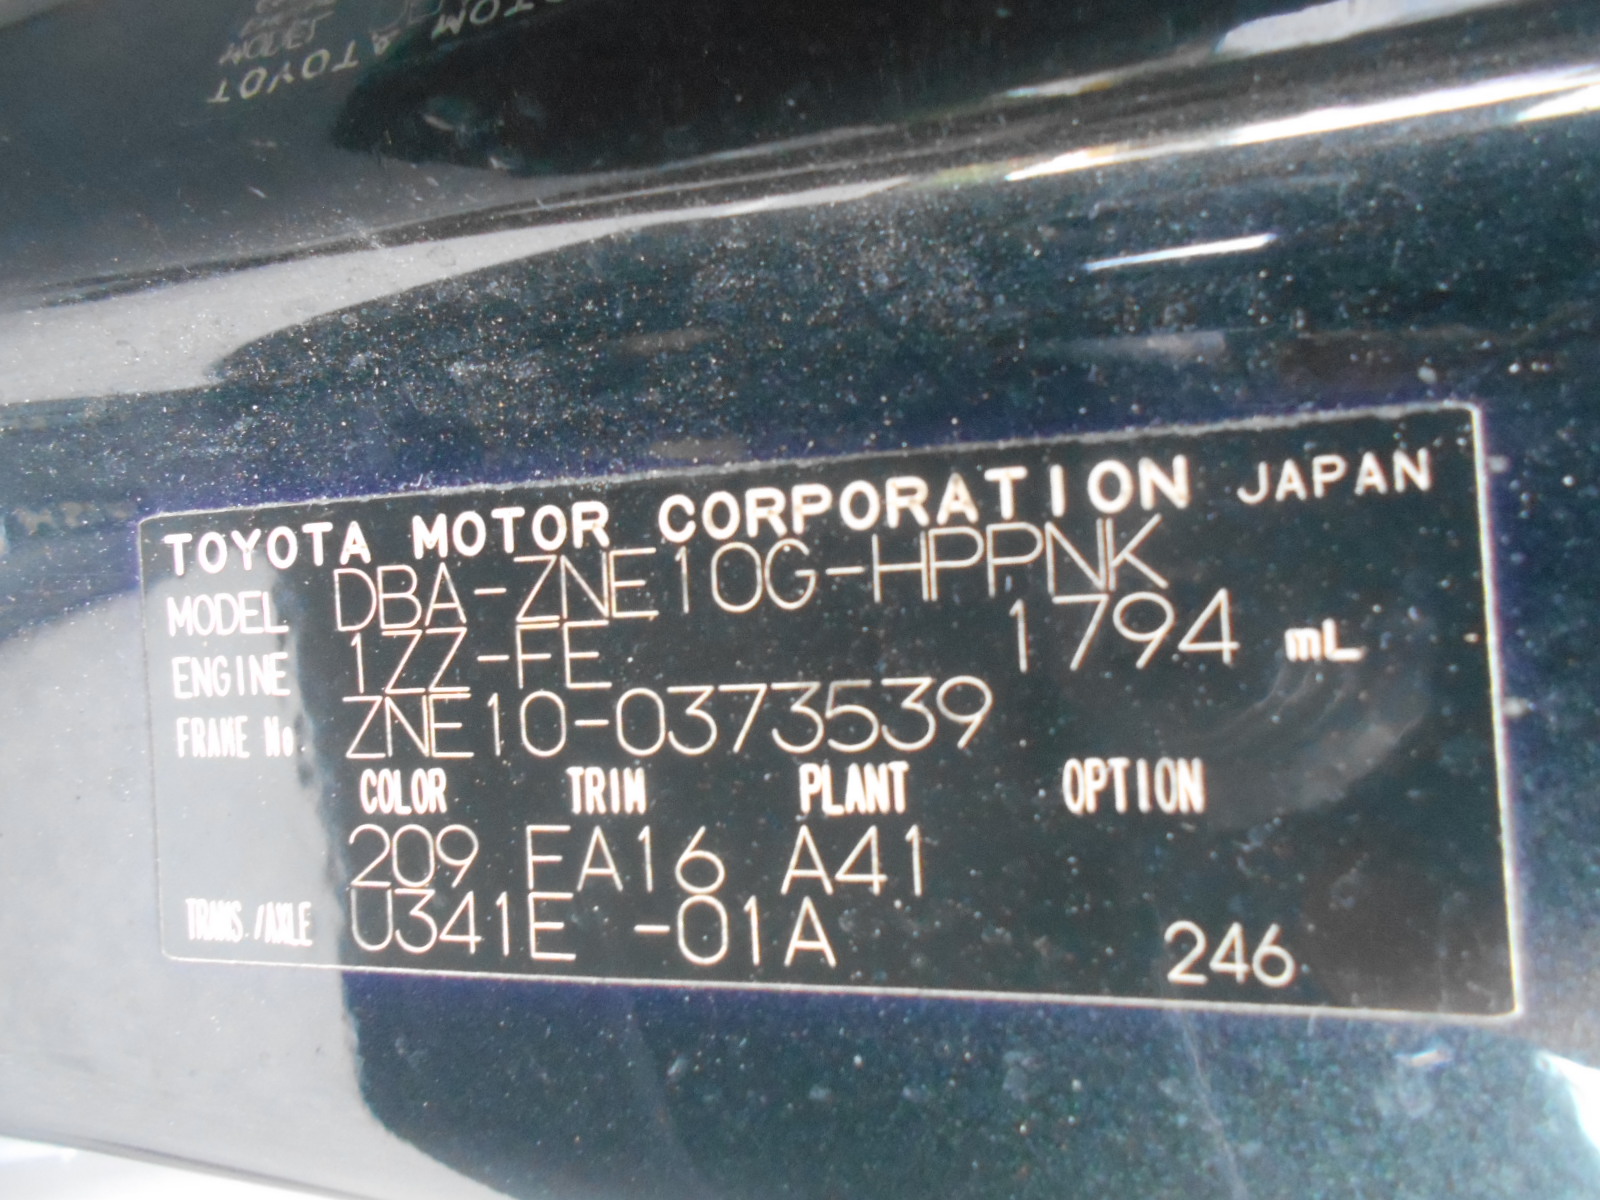 TOYOTA MOTOR CORPORATION JAPAN
MODEL DBA-ZNE10G-HPPNK
ENGINE 1ZZ-FE 1794 mL
FRAME No. ZNE10-0373539
COLOR TRIM PLANT OPTION
209 FA16 A41
TRANS./AXLE U341E -01A 246